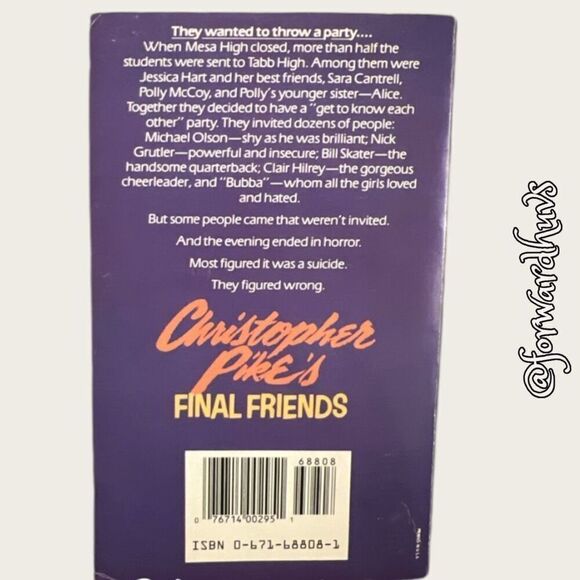 They wanted to throw a party....
When Mesa High closed, more than half the
students were sent to Tabb High. Among them were
Jessica Hart and her best friends, Sara Cantrell,
Polly McCoy, and Polly's younger sister—Alice.
Together they decided to have a "get to know each
other" party. They invited dozens of people:
Michael Olson—shy as he was brilliant; Nick
Grutler—powerful and insecure; Bill Skater—the
handsome quarterback; Clair Hilrey—the gorgeous
cheerleader, and "Bubba"—whom all the girls loved
and hated.
But some people came that weren't invited.
And the evening ended in horror.
Most figured it was a suicide.
They figured wrong.
Christopher
Pike's
FINAL FRIENDS
68808
0 76714 00295 1
ISBN 0-671-68808-1
@forwardhuvs